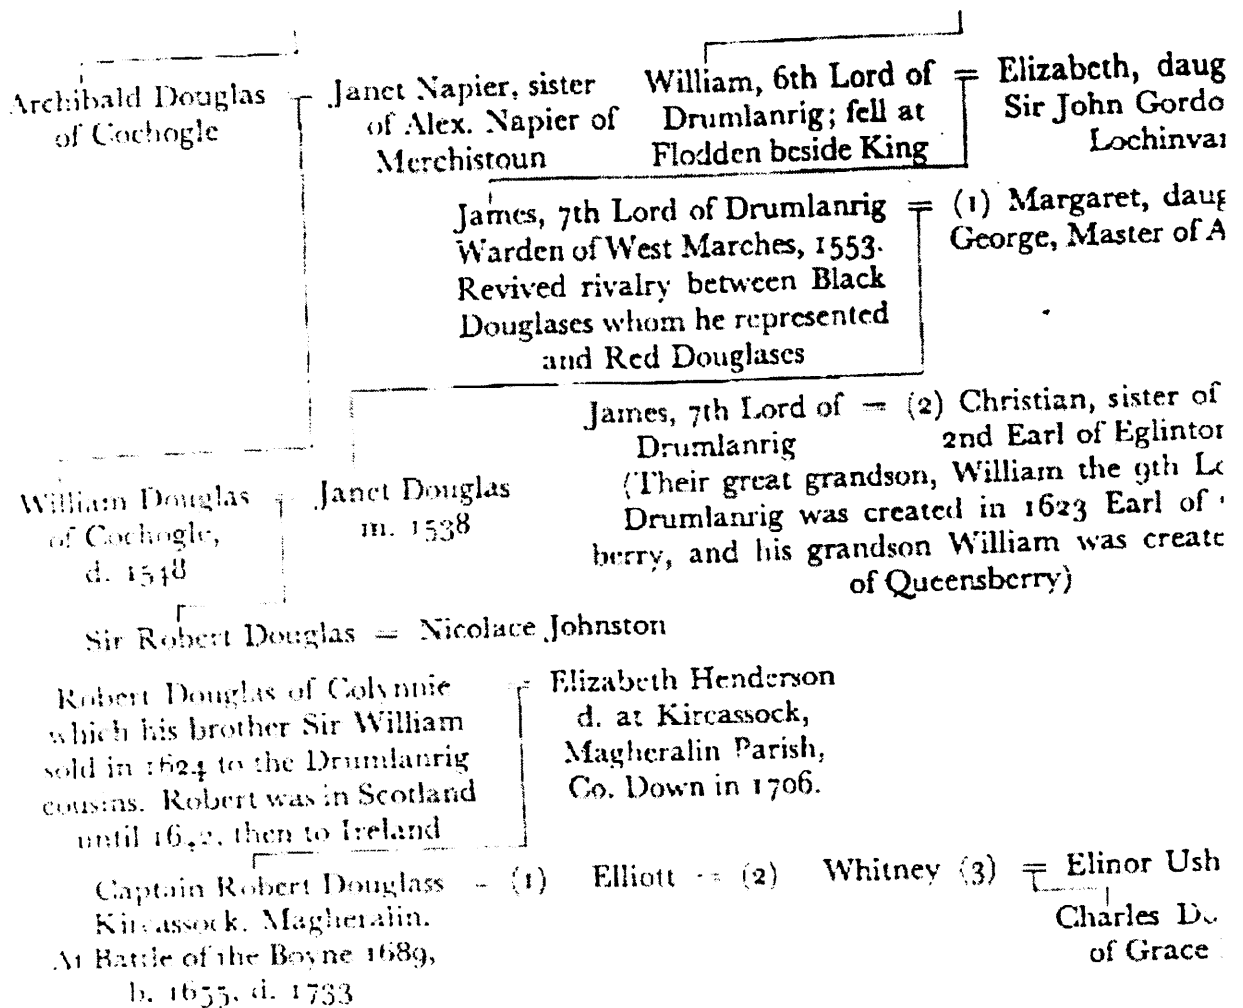 Archibald Douglas
of Cochogle
Janet Napier, sister
of Alex. Napier of
Merchistoun
William, 6th Lord of
Drumlanrig; fell at
Flodden beside King
= Elizabeth, daug
Sir John Gordo
Lochinvar
James, 7th Lord of Drumlanrig
Warden of West Marches, 1553.
Revived rivalry between Black
Douglases whom he represented
and Red Douglases
= (1) Margaret, daug
George, Master of A
James, 7th Lord of = (2) Christian, sister of
Drumlanrig 2nd Earl of Eglinton
(Their great grandson, William the 9th Lo
Drumlanrig was created in 1623 Earl of
berry, and his grandson William was create
of Queensberry)
William Douglas
of Cochogle,
d. 1548
= Janet Douglas
m. 1538
Sir Robert Douglas = Nicolace Johnston
Robert Douglas of Colynnie
which his brother Sir William
sold in 1624 to the Drumlanrig
cousins. Robert was in Scotland
until 1642, then to Ireland
= Elizabeth Henderson
d. at Kircassock,
Magheralin Parish,
Co. Down in 1706.
Captain Robert Douglass = (1) Elliott = (2) Whitney (3) = Elinor Ush
Kircassock, Magheralin.
At Battle of the Boyne 1689,
b. 1655, d. 1733
Charles D
of Grace